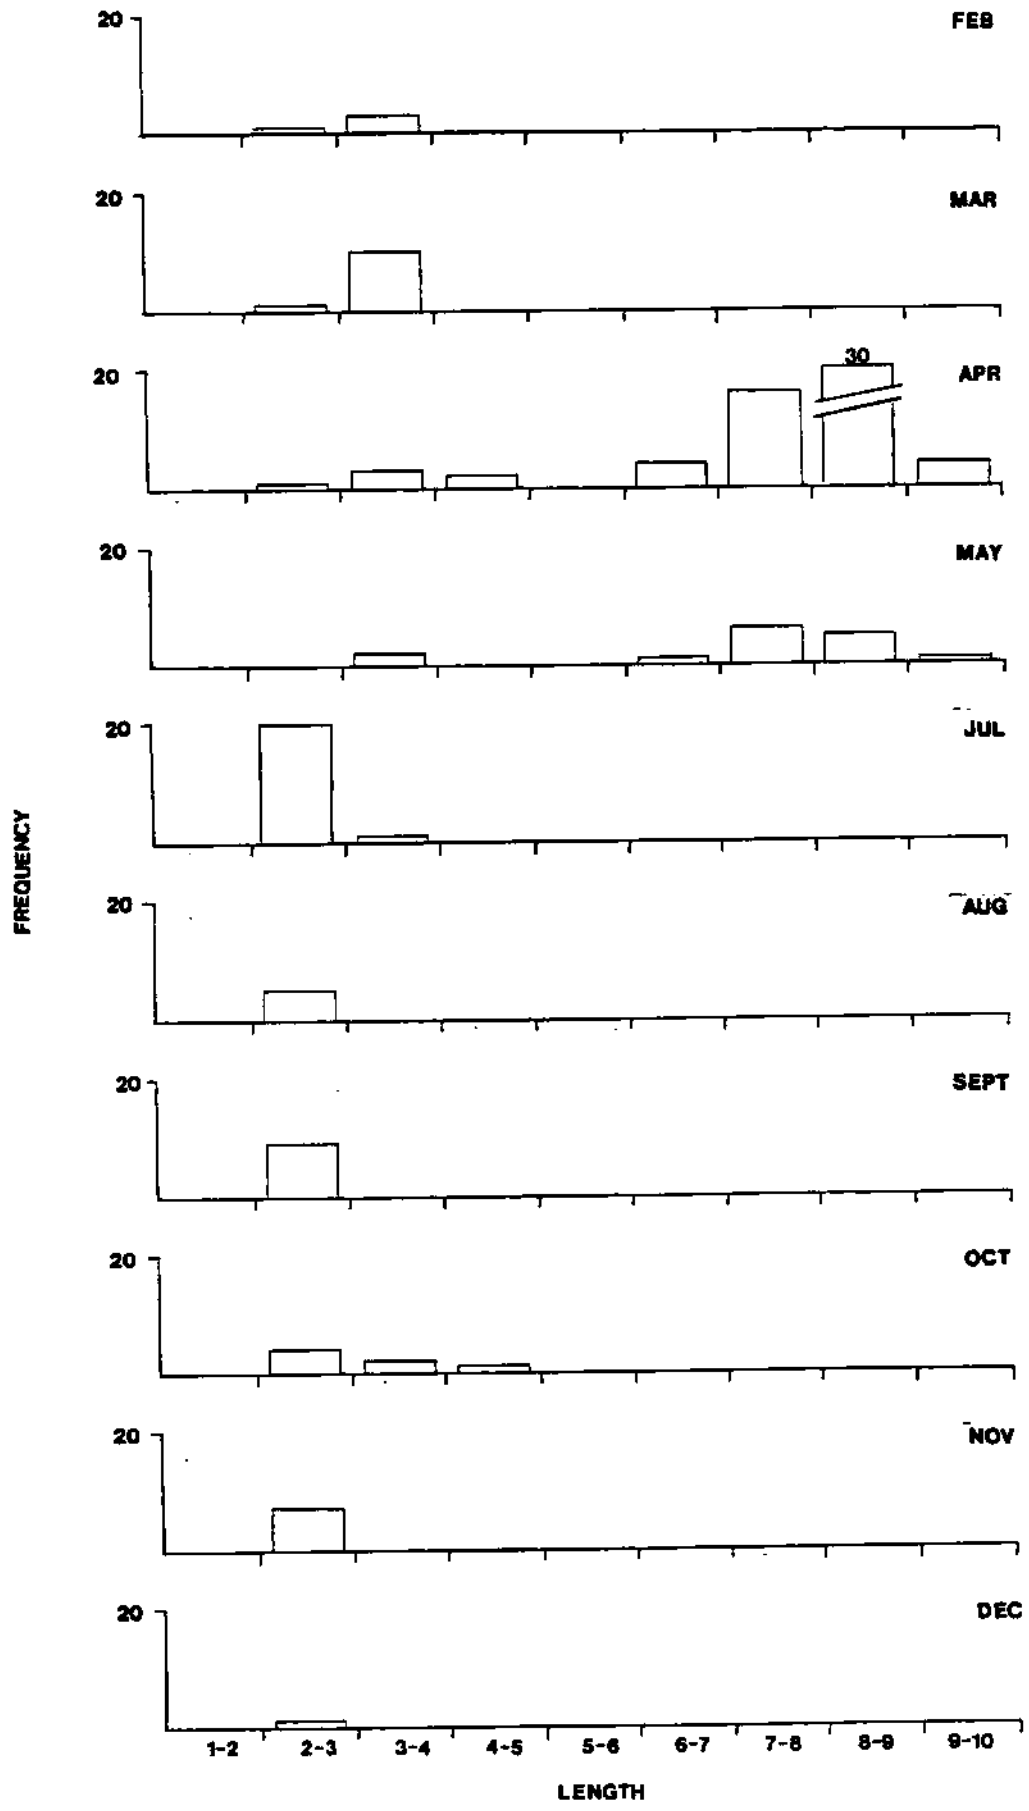 20 FEB
20 MAR
30
20 APR
20 MAY
20 JUL
FREQUENCY
20 AUG
20 SEPT
20 OCT
20 NOV
20 DEC
1-2 2-3 3-4 4-5 5-6 6-7 7-8 8-9 9-10
LENGTH